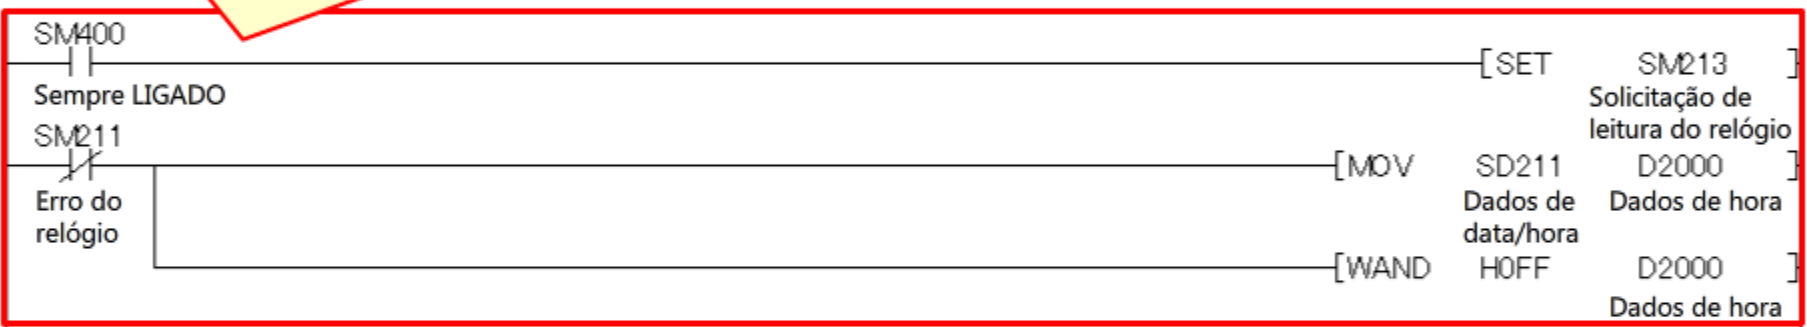 SM400
[SET SM213 ]
Sempre LIGADO
Solicitação de
leitura do relógio
SM211
[MOV SD211 D2000 ]
Erro do
relógio
Dados de
data/hora
Dados de hora
[WAND H0FF D2000 ]
Dados de hora